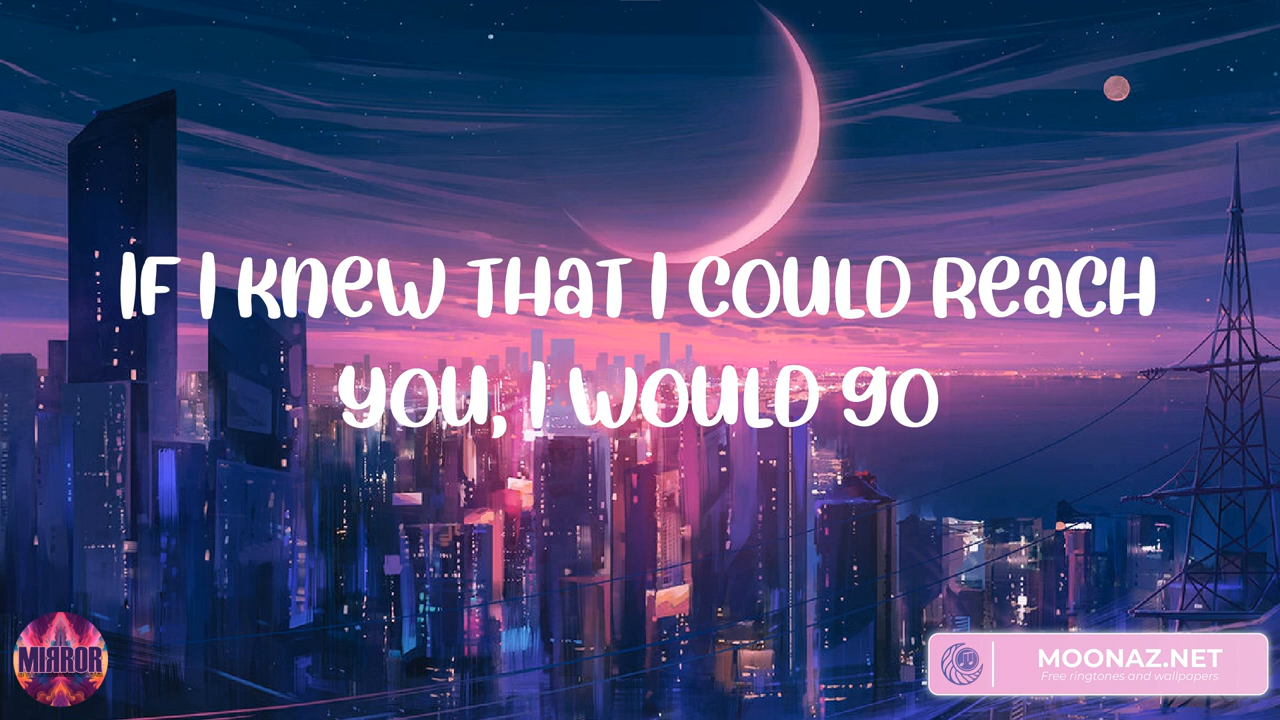 IF I KNEW THAT I COULD REACH
YOU, I WOULD GO
MIRROR
MOONAZ.NET
Free ringtones and wallpapers